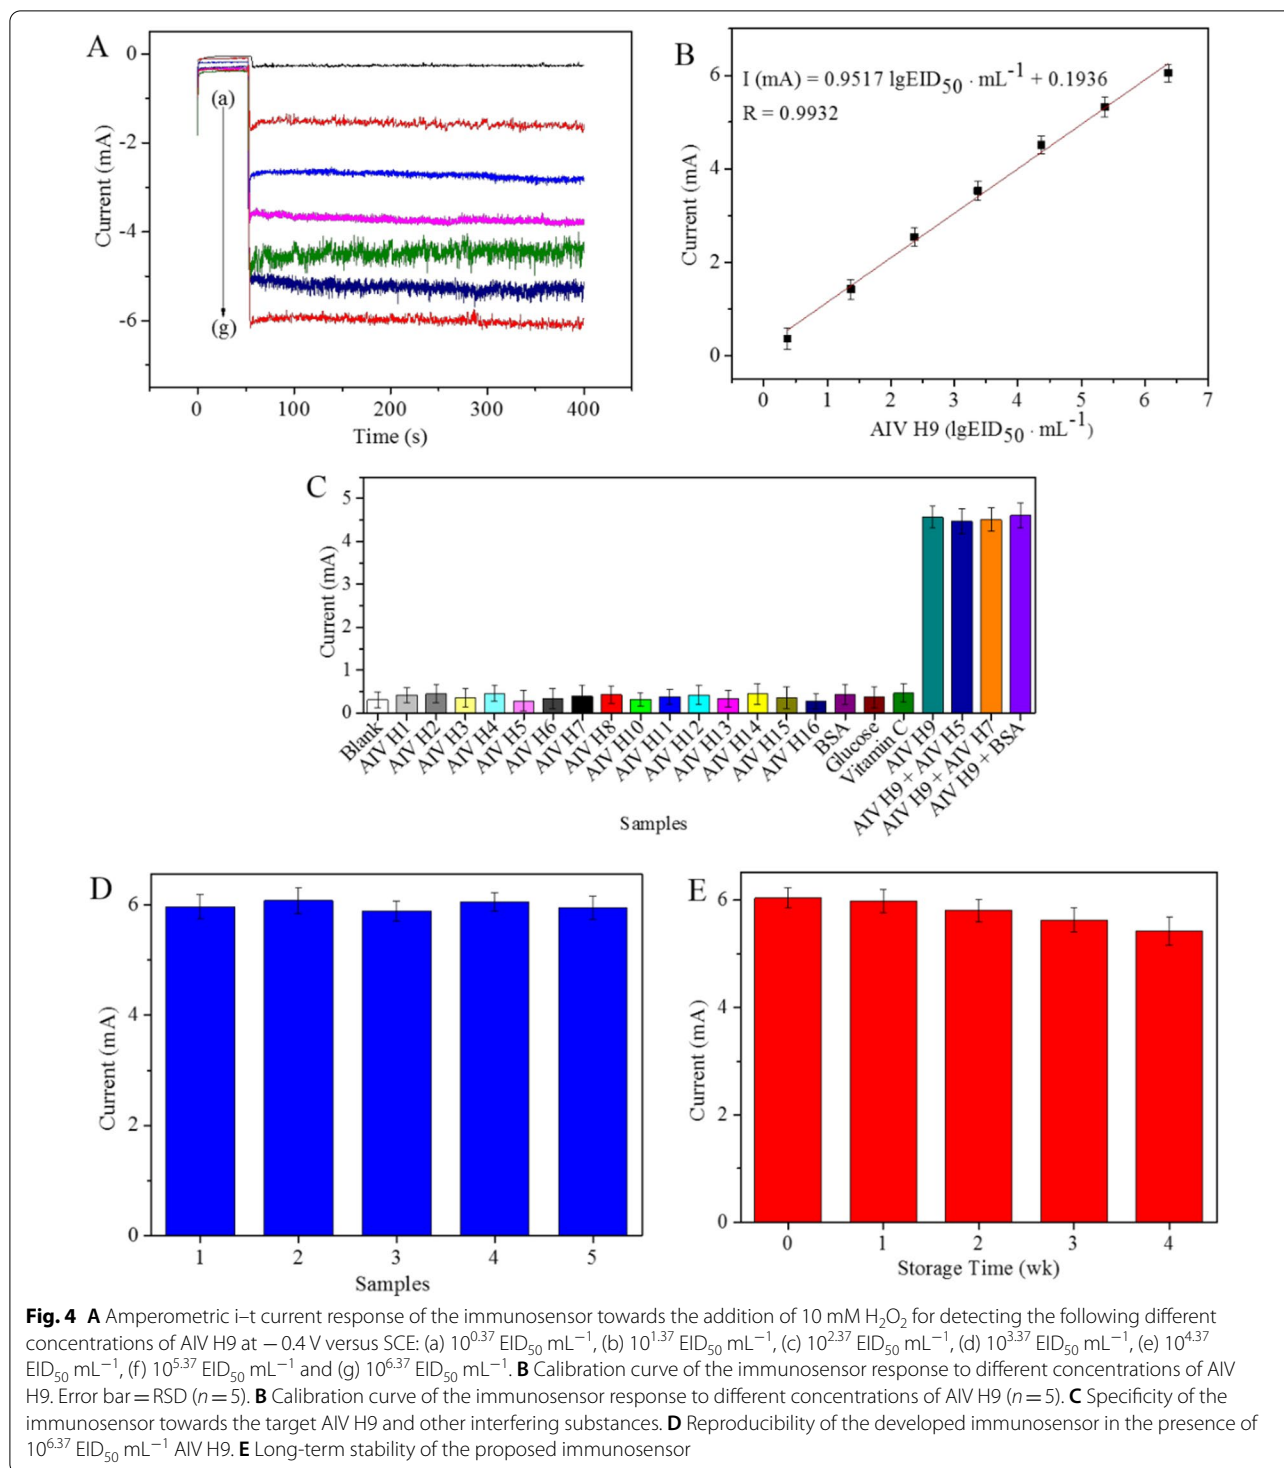 A
0
-2
-4
-6
Current (mA)
(a)
(g)
0 100 200 300 400
Time (s)
B
I (mA) = 0.9517 lgEID50 · mL−1 + 0.1936
R = 0.9932
6
4
2
0
Current (mA)
0 1 2 3 4 5 6 7
AIV H9 (lgEID50 · mL−1)
C
5
4
3
2
1
0
Current (mA)
Blank
AIV H1
AIV H2
AIV H3
AIV H4
AIV H5
AIV H6
AIV H7
AIV H8
AIV H10
AIV H11
AIV H12
AIV H13
AIV H14
AIV H15
AIV H16
BSA
Glucose
Vitamin C
AIV H9
AIV H9 + AIV H5
AIV H9 + AIV H7
AIV H9 + BSA
Samples
D
6
4
2
0
Current (mA)
1 2 3 4 5
Samples
E
6
4
2
0
Current (mA)
0 1 2 3 4
Storage Time (wk)
Fig. 4 A Amperometric i–t current response of the immunosensor towards the addition of 10 mM H2O2 for detecting the following different
concentrations of AIV H9 at − 0.4 V versus SCE: (a) 10^0.37 EID50 mL−1, (b) 10^1.37 EID50 mL−1, (c) 10^2.37 EID50 mL−1, (d) 10^3.37 EID50 mL−1, (e) 10^4.37
EID50 mL−1, (f) 10^5.37 EID50 mL−1 and (g) 10^6.37 EID50 mL−1. B Calibration curve of the immunosensor response to different concentrations of AIV
H9. Error bar = RSD (n = 5). B Calibration curve of the immunosensor response to different concentrations of AIV H9 (n = 5). C Specificity of the
immunosensor towards the target AIV H9 and other interfering substances. D Reproducibility of the developed immunosensor in the presence of
10^6.37 EID50 mL−1 AIV H9. E Long-term stability of the proposed immunosensor